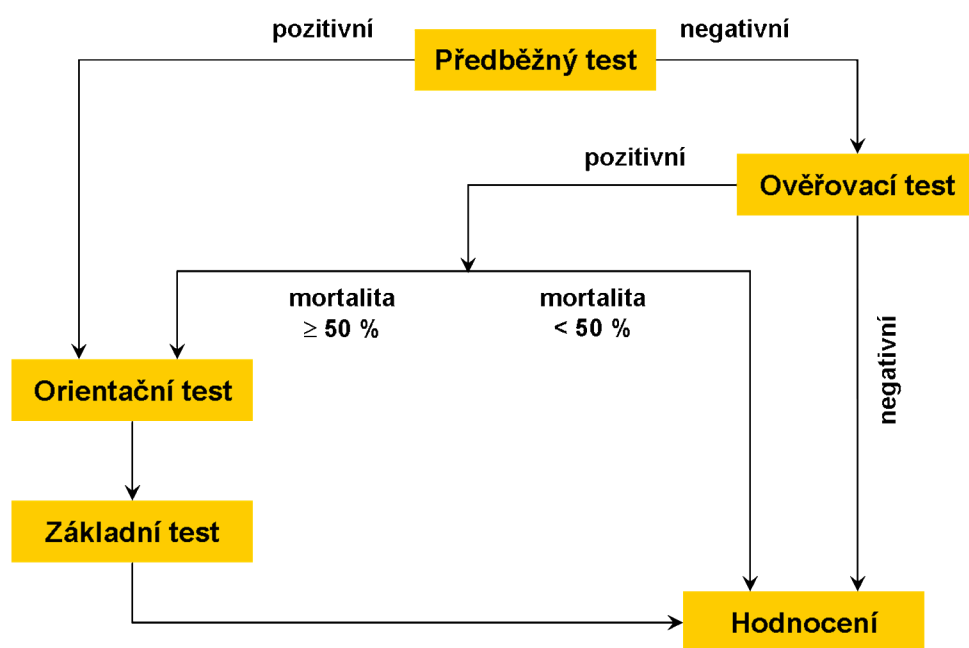 pozitivní
negativní
Předběžný test
pozitivní
Ověřovací test
mortalita
≥ 50 %
mortalita
< 50 %
negativní
Orientační test
Základní test
Hodnocení